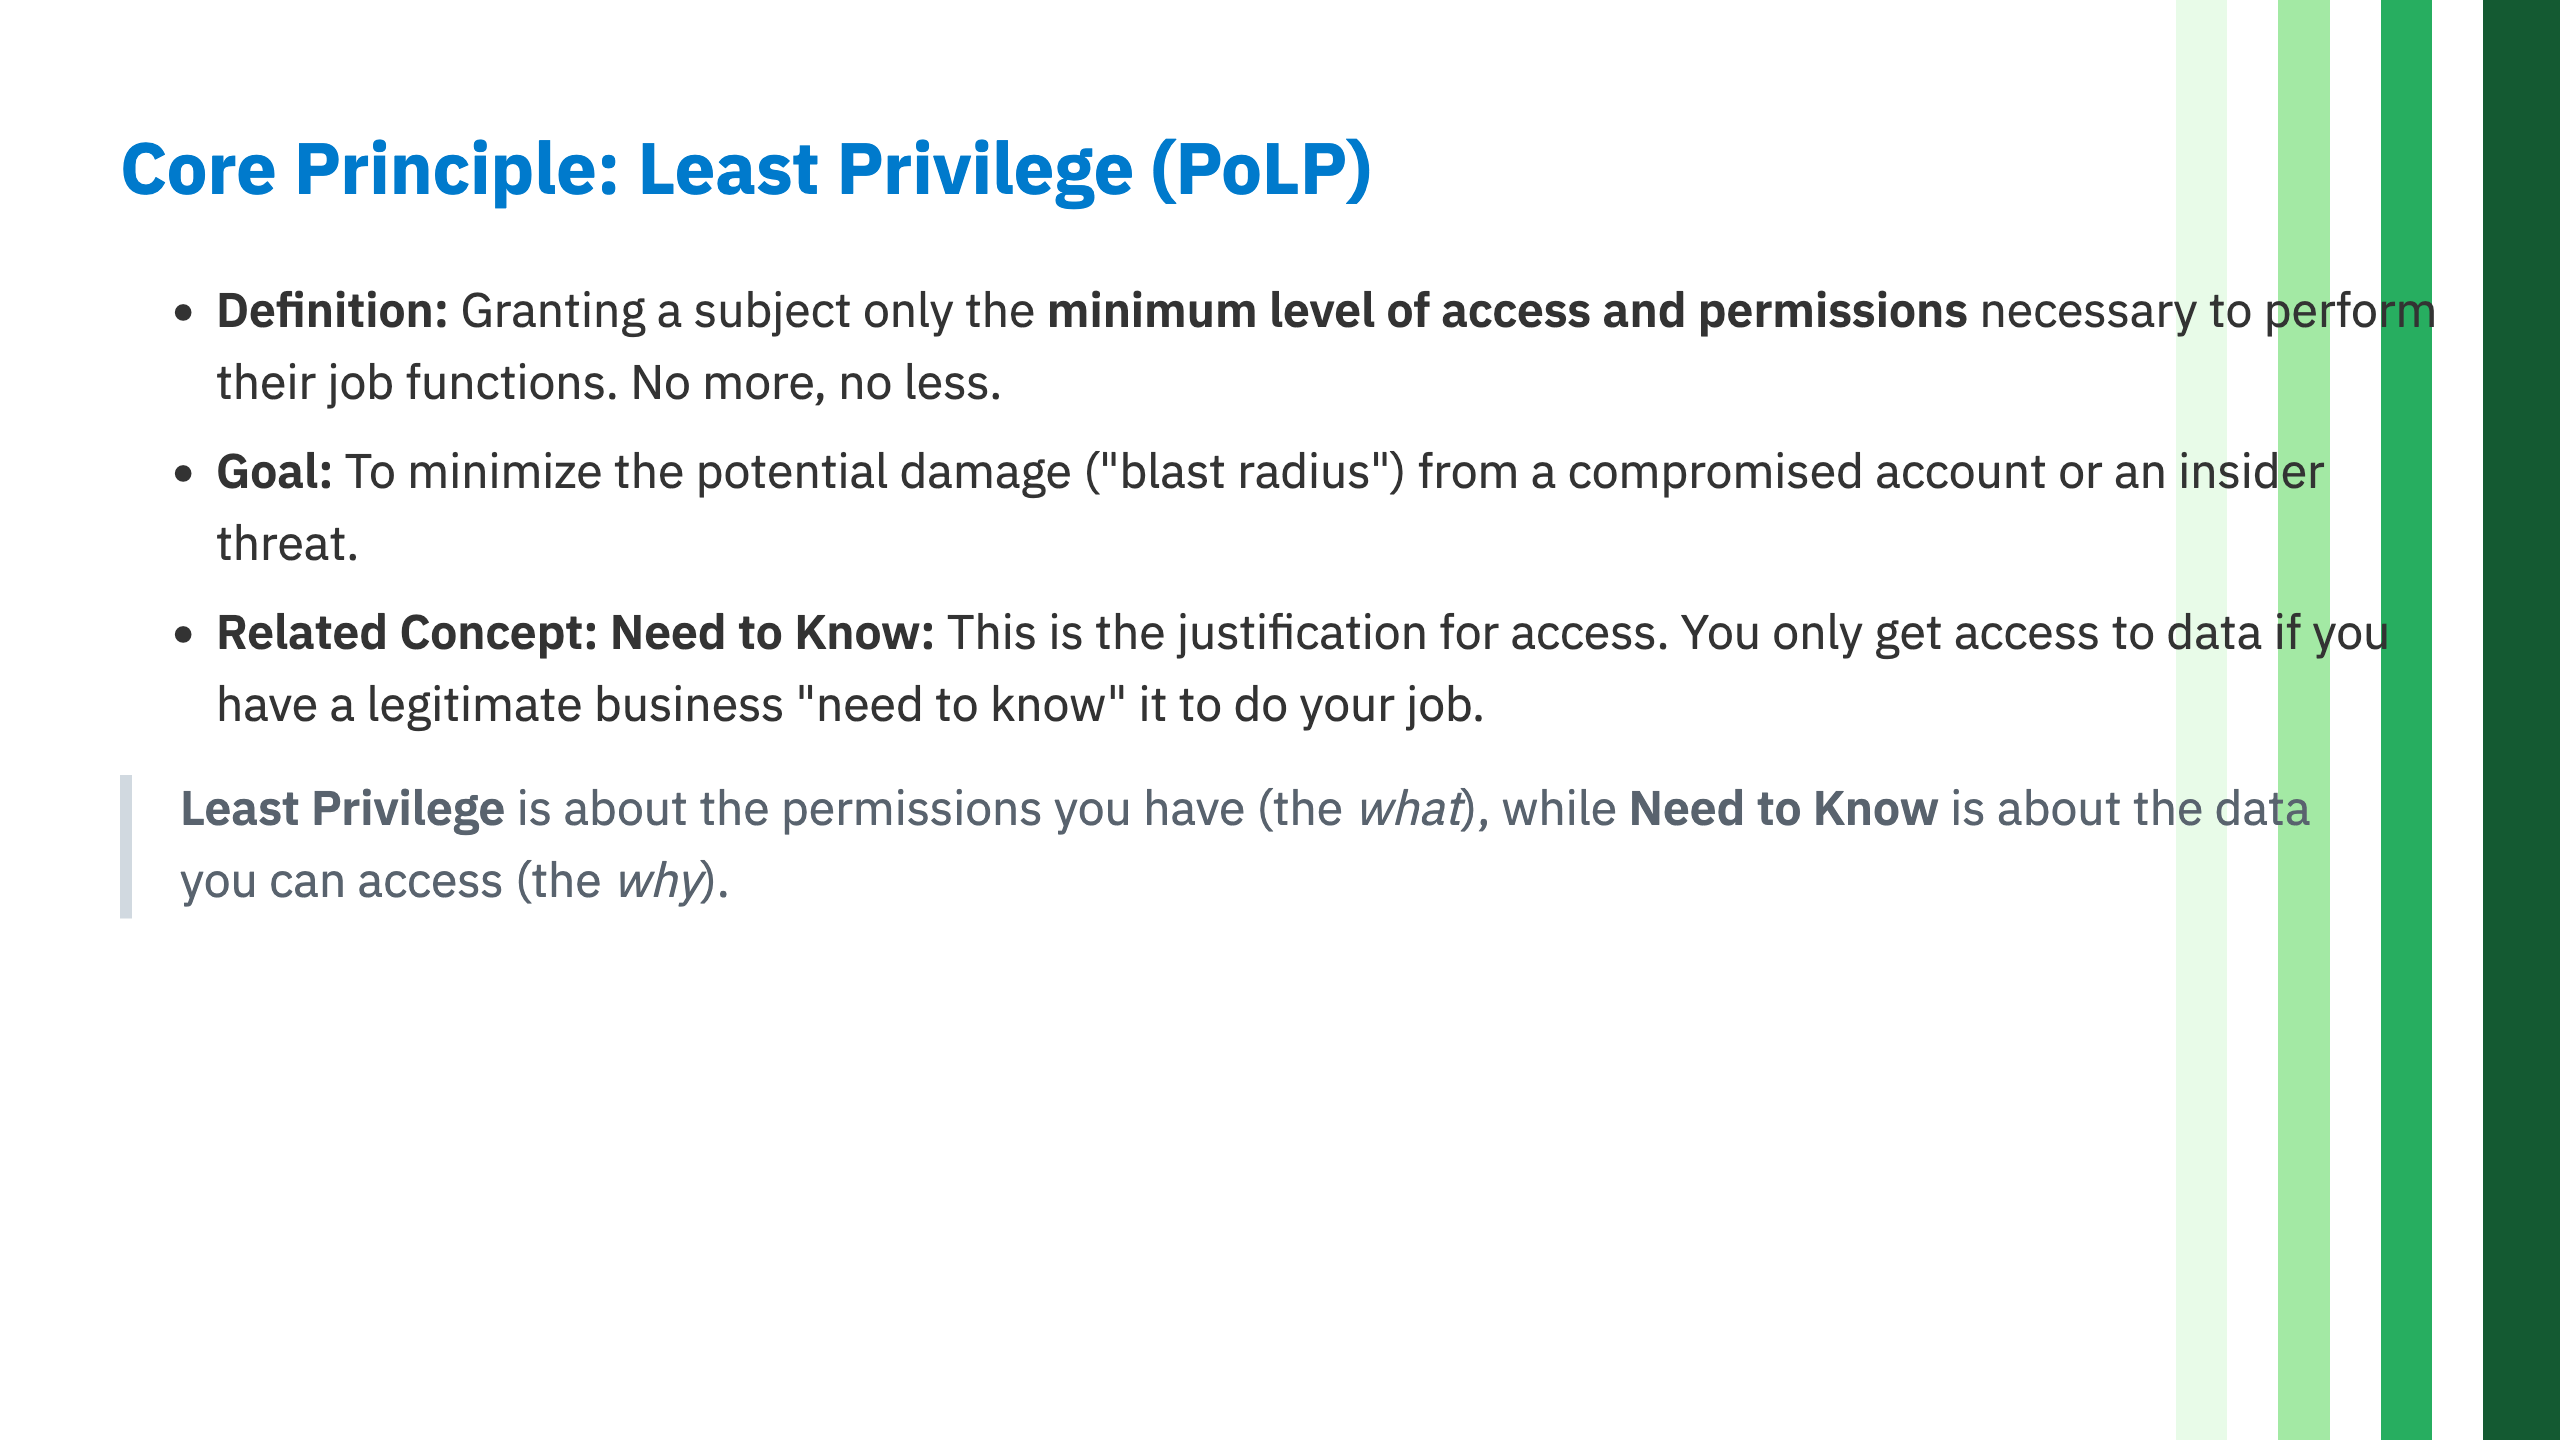 Core Principle: Least Privilege (PoLP)
• Definition: Granting a subject only the minimum level of access and permissions necessary to perform
their job functions. No more, no less.
• Goal: To minimize the potential damage ("blast radius") from a compromised account or an insider
threat.
• Related Concept: Need to Know: This is the justification for access. You only get access to data if you
have a legitimate business "need to know" it to do your job.
Least Privilege is about the permissions you have (the what), while Need to Know is about the data
you can access (the why).